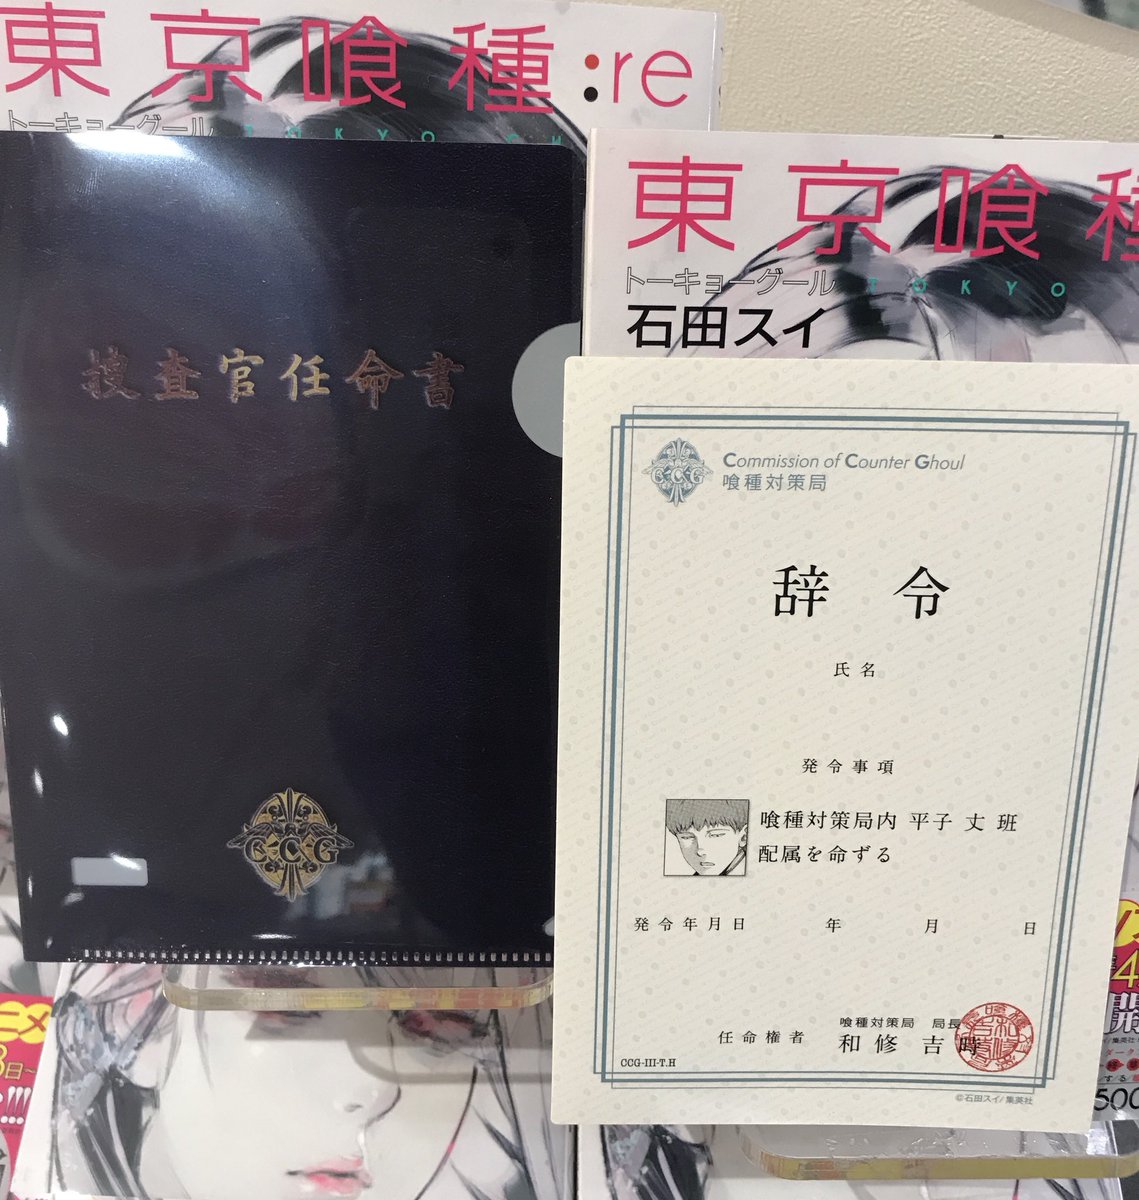 東京喰種:re
トーキョーグール TOKYO GH
捜査官任命書
CCG
東京喰種
トーキョーグール TOKYO
石田スイ
CCG
Commission of Counter Ghoul
喰種対策局
辞令
氏名
発令事項
喰種対策局内 平子 丈 班
配属を命ずる
発令年月日 年 月 日
喰種対策局 局長
任命権者 和修 吉時
CCG-III-T.H
©石田スイ/集英社